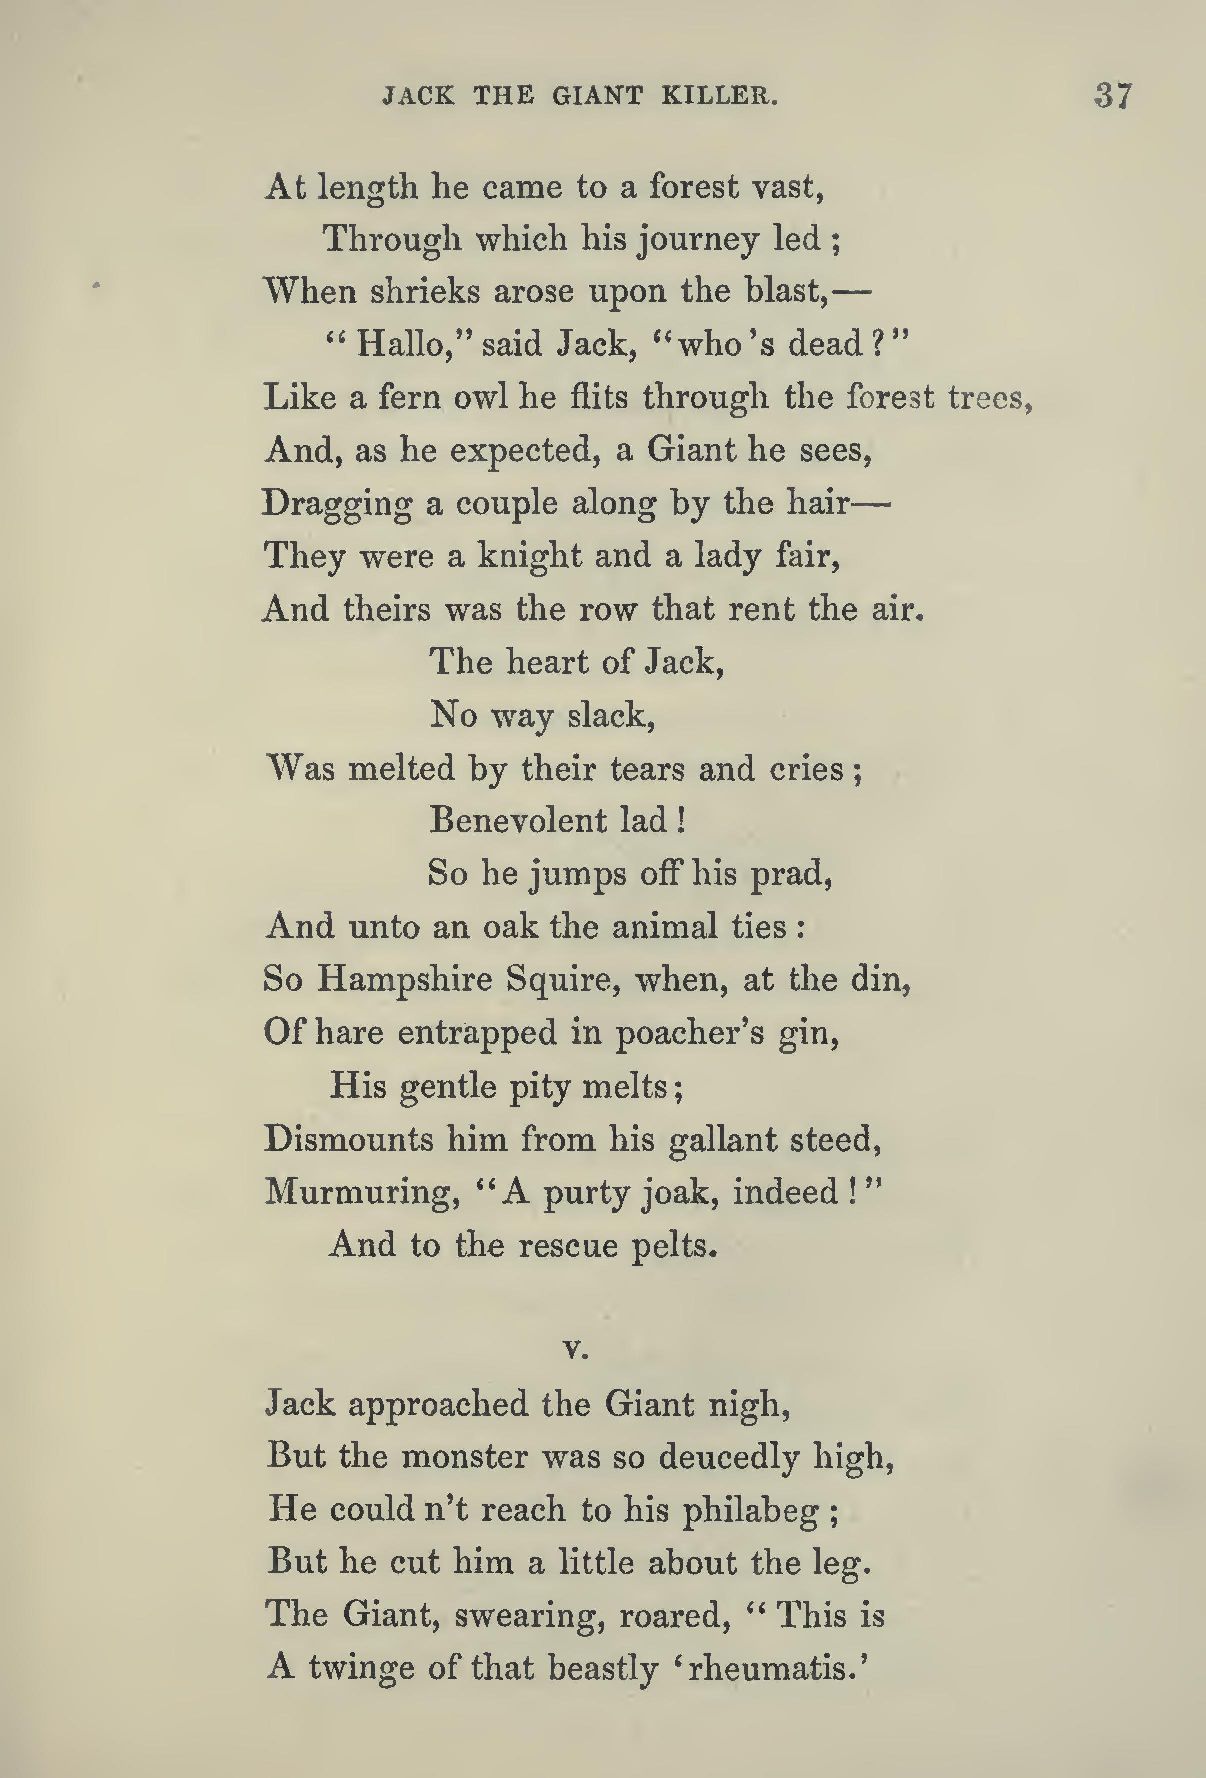 JACK THE GIANT KILLER. 37
At length he came to a forest vast,
Through which his journey led ;
When shrieks arose upon the blast,—
“ Hallo,” said Jack, “who ’s dead ? ”
Like a fern owl he flits through the forest trees,
And, as he expected, a Giant he sees,
Dragging a couple along by the hair—
They were a knight and a lady fair,
And theirs was the row that rent the air.
The heart of Jack,
No way slack,
Was melted by their tears and cries ;
Benevolent lad !
So he jumps off his prad,
And unto an oak the animal ties :
So Hampshire Squire, when, at the din,
Of hare entrapped in poacher’s gin,
His gentle pity melts ;
Dismounts him from his gallant steed,
Murmuring, “A purty joak, indeed ! ”
And to the rescue pelts.
V.
Jack approached the Giant nigh,
But the monster was so deucedly high,
He could n’t reach to his philabeg ;
But he cut him a little about the leg.
The Giant, swearing, roared, “ This is
A twinge of that beastly ‘rheumatis.’